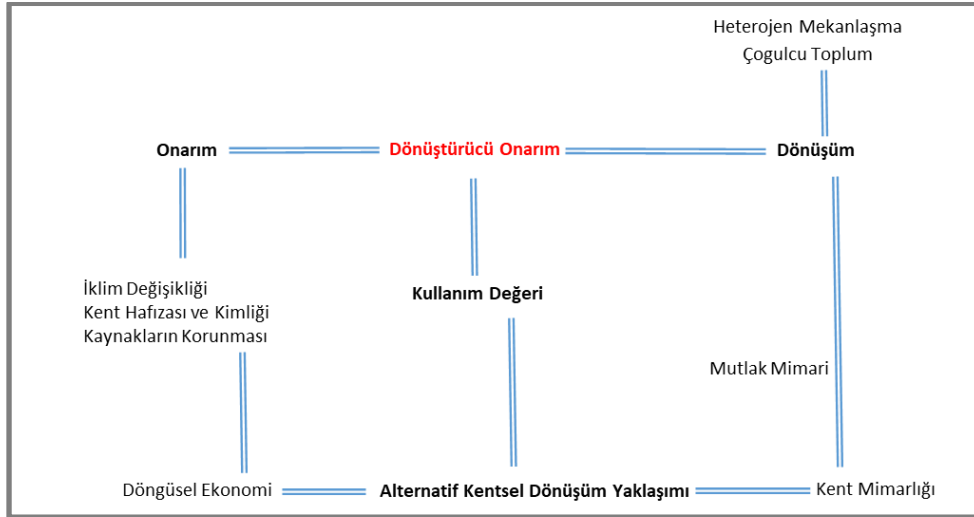 Heterojen Mekanlaşma
Çogulcu Toplum
Onarım
Dönüştürücü Onarım
Dönüşüm
İklim Değişikliği
Kent Hafızası ve Kimliği
Kaynakların Korunması
Kullanım Değeri
Mutlak Mimari
Döngüsel Ekonomi
Alternatif Kentsel Dönüşüm Yaklaşımı
Kent Mimarlığı